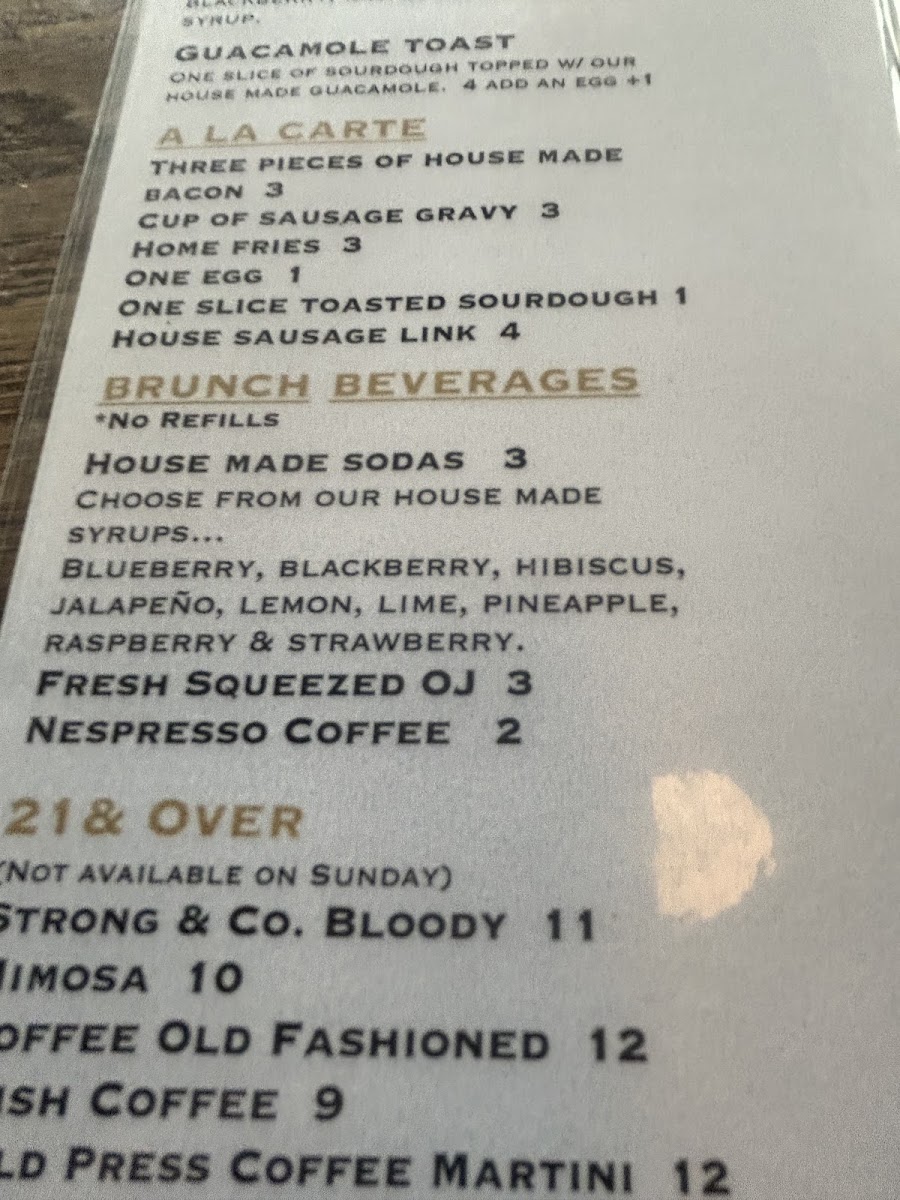 SYRUP.
GUACAMOLE TOAST
ONE SLICE OF SOURDOUGH TOPPED W/ OUR
HOUSE MADE GUACAMOLE. 4 ADD AN EGG +1
A LA CARTE
THREE PIECES OF HOUSE MADE
BACON 3
CUP OF SAUSAGE GRAVY 3
HOME FRIES 3
ONE EGG 1
ONE SLICE TOASTED SOURDOUGH 1
HOUSE SAUSAGE LINK 4
BRUNCH BEVERAGES
*NO REFILLS
HOUSE MADE SODAS 3
CHOOSE FROM OUR HOUSE MADE
SYRUPS...
BLUEBERRY, BLACKBERRY, HIBISCUS,
JALAPEÑO, LEMON, LIME, PINEAPPLE,
RASPBERRY & STRAWBERRY.
FRESH SQUEEZED OJ 3
NESPRESSO COFFEE 2
21& OVER
(NOT AVAILABLE ON SUNDAY)
STRONG & CO. BLOODY 11
MIMOSA 10
OFFEE OLD FASHIONED 12
ISH COFFEE 9
LD PRESS COFFEE MARTINI 12